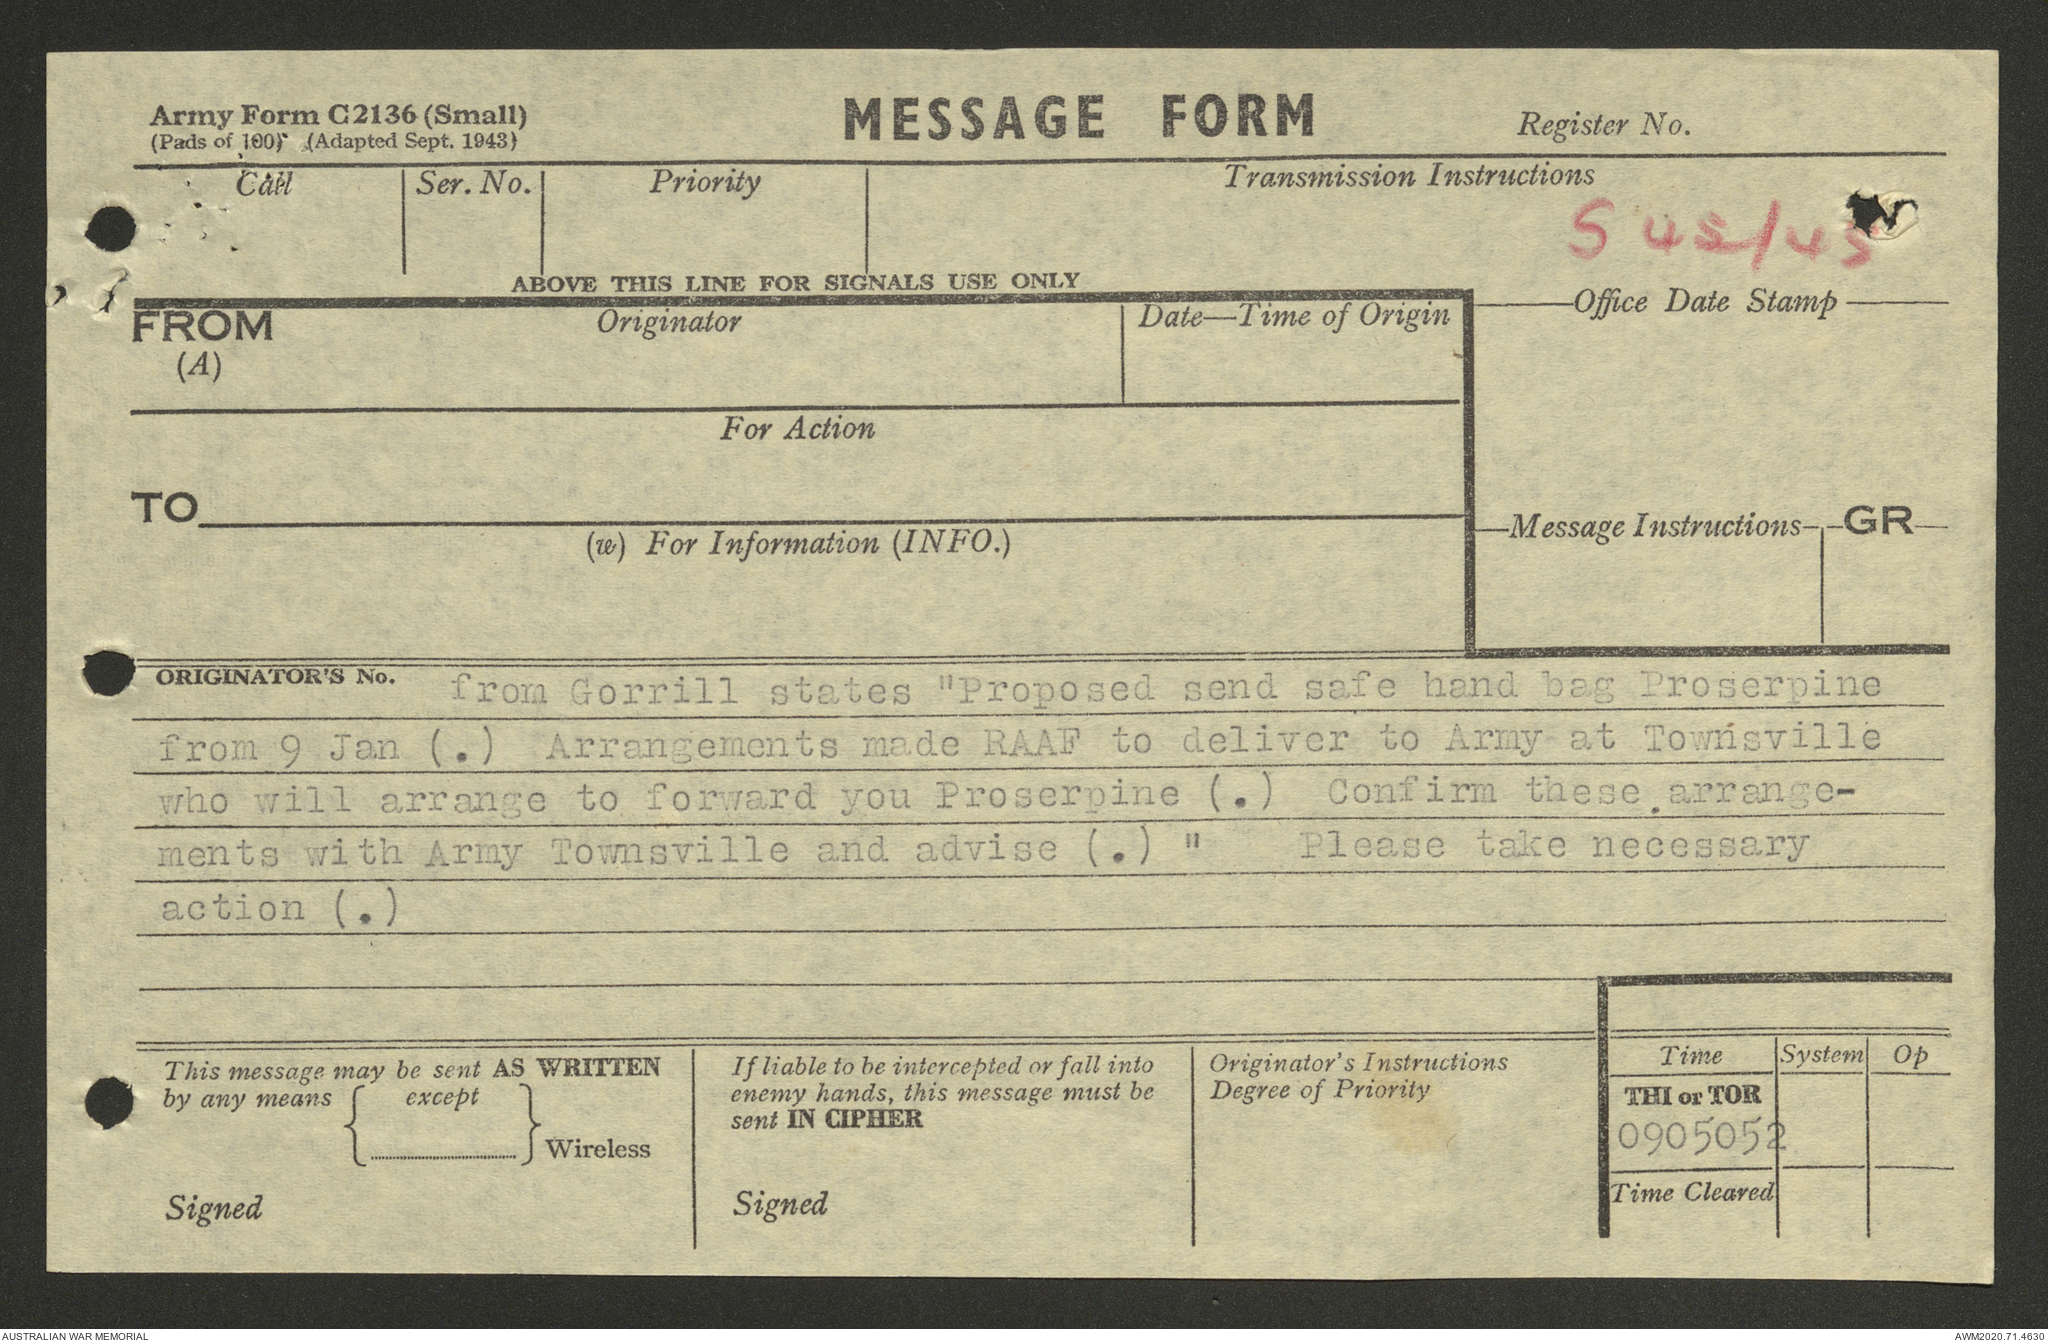 Army Form C2136 (Small)
(Pads of 100) (Adapted Sept. 1943)
MESSAGE FORM
Register No.
Call
Ser. No.
Priority
Transmission Instructions
S 45/45
ABOVE THIS LINE FOR SIGNALS USE ONLY
FROM
(A)
Originator
Date—Time of Origin
Office Date Stamp
For Action
TO
(w) For Information (INFO.)
Message Instructions
GR
ORIGINATOR'S No.
from Gorrill states "Proposed send safe hand bag Proserpine
from 9 Jan (.) Arrangements made RAAF to deliver to Army at Townsville
who will arrange to forward you Proserpine (.) Confirm these arrange-
ments with Army Townsville and advise (.) " Please take necessary
action (.)
This message may be sent AS WRITTEN
by any means { except } Wireless
Signed
If liable to be intercepted or fall into
enemy hands, this message must be
sent IN CIPHER
Signed
Originator's Instructions
Degree of Priority
Time
System
Op
THI or TOR
090505z
Time Cleared
AUSTRALIAN WAR MEMORIAL
AWM2020.71.4630